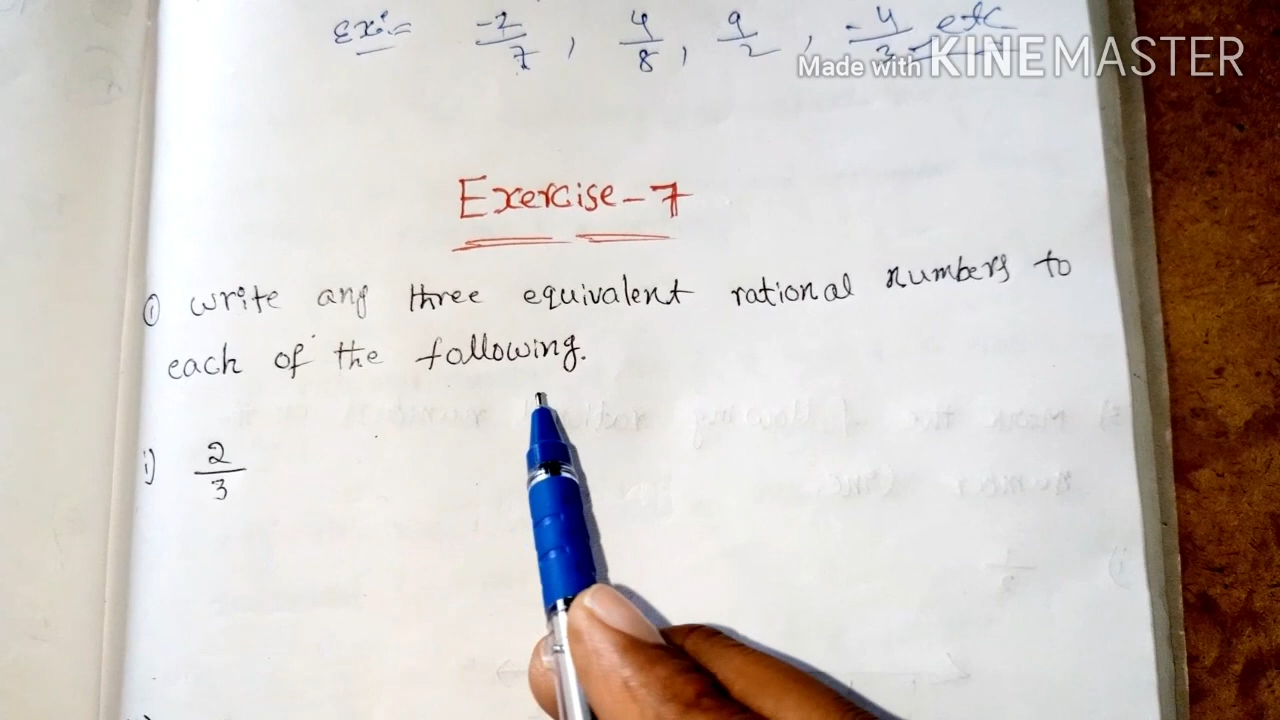 Ex:= -7/7, 4/8, 9/2, -4/3 etc
Made with KINEMASTER
Exercise-7
① write any three equivalent rational numbers to
each of the following.
i) 2/3